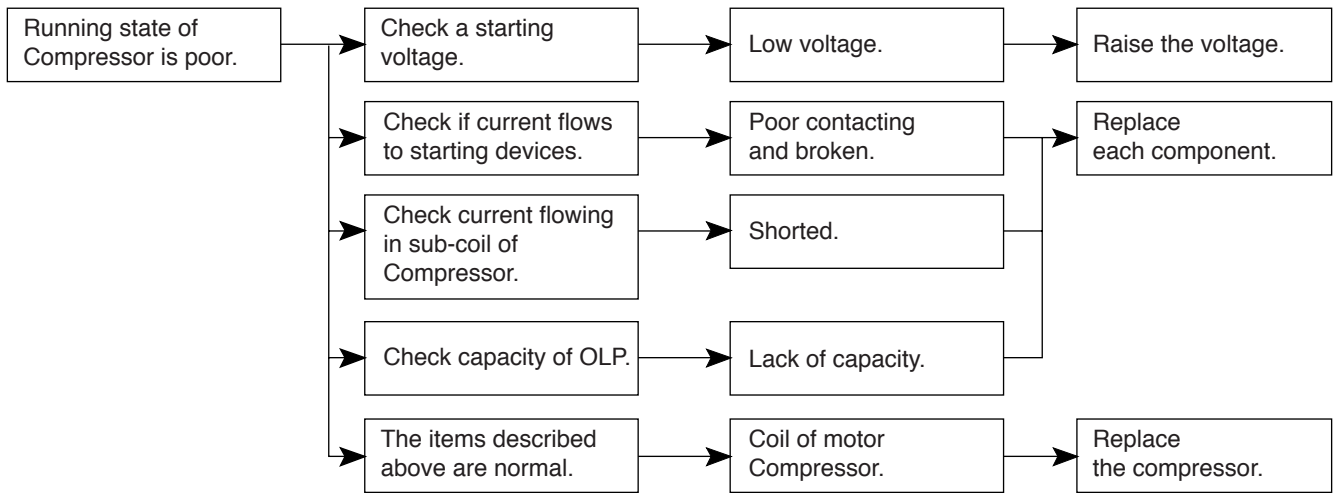 Running state of
Compressor is poor.
Check a starting
voltage.
Low voltage.
Raise the voltage.
Check if current flows
to starting devices.
Poor contacting
and broken.
Replace
each component.
Check current flowing
in sub-coil of
Compressor.
Shorted.
Check capacity of OLP.
Lack of capacity.
The items described
above are normal.
Coil of motor
Compressor.
Replace
the compressor.